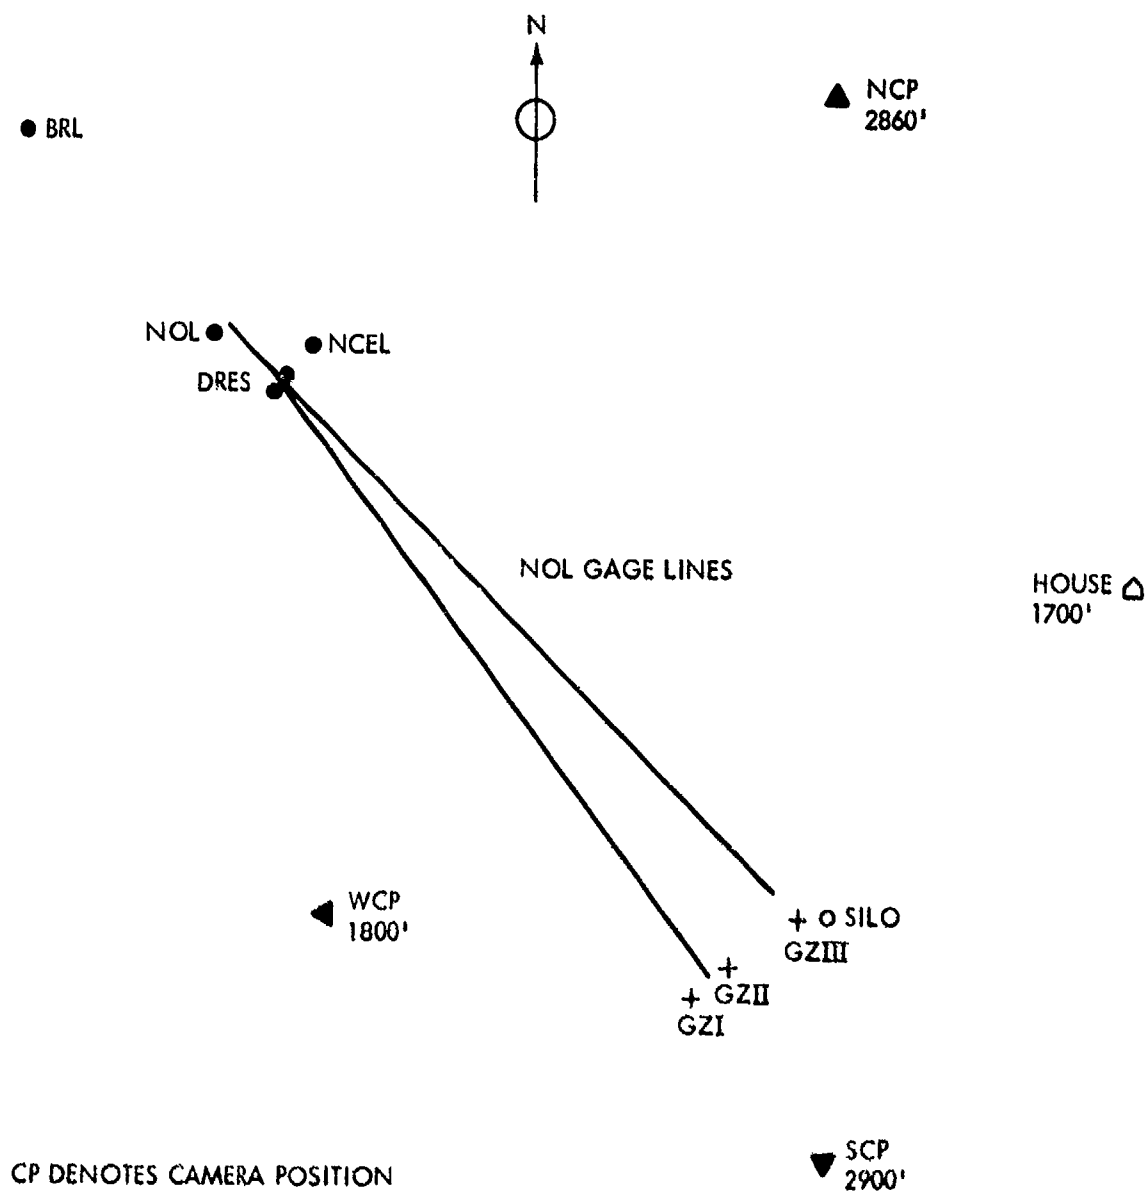 N
NCP
2860'
BRL
NOL
NCEL
DRES
NOL GAGE LINES
HOUSE
1700'
WCP
1800'
SILO
GZIII
GZII
GZI
SCP
2900'
CP DENOTES CAMERA POSITION